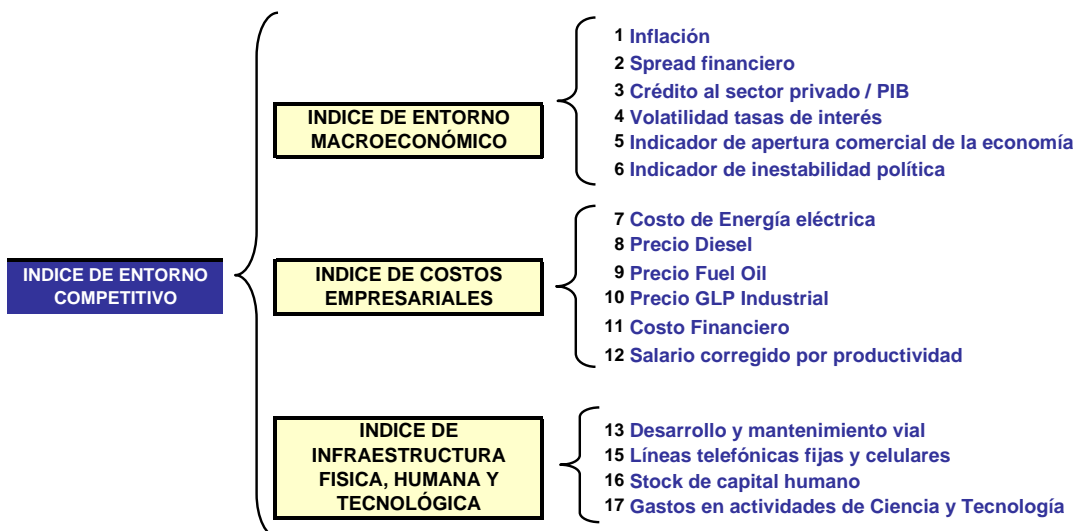 INDICE DE ENTORNO
COMPETITIVO
INDICE DE ENTORNO
MACROECONÓMICO
1 Inflación
2 Spread financiero
3 Crédito al sector privado / PIB
4 Volatilidad tasas de interés
5 Indicador de apertura comercial de la economía
6 Indicador de inestabilidad política
INDICE DE COSTOS
EMPRESARIALES
7 Costo de Energía eléctrica
8 Precio Diesel
9 Precio Fuel Oil
10 Precio GLP Industrial
11 Costo Financiero
12 Salario corregido por productividad
INDICE DE
INFRAESTRUCTURA
FISICA, HUMANA Y
TECNOLÓGICA
13 Desarrollo y mantenimiento vial
15 Líneas telefónicas fijas y celulares
16 Stock de capital humano
17 Gastos en actividades de Ciencia y Tecnología